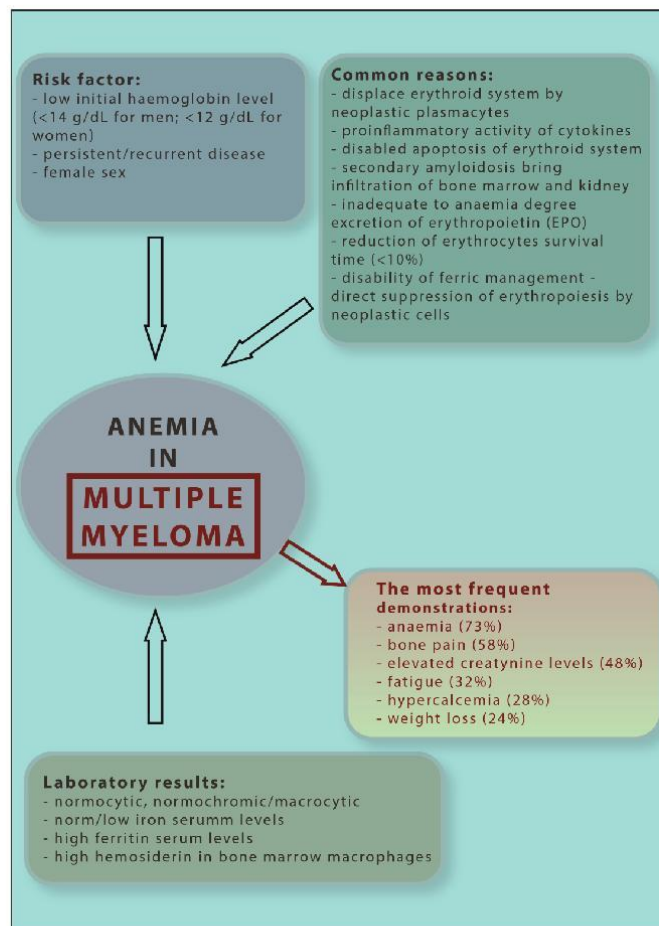 Risk factor:
- low initial haemoglobin level
(<14 g/dL for men; <12 g/dL for
women)
- persistent/recurrent disease
- female sex
Common reasons:
- displace erythroid system by
neoplastic plasmacytes
- proinflammatory activity of cytokines
- disabled apoptosis of erythroid system
- secondary amyloidosis bring
infiltration of bone marrow and kidney
- inadequate to anaemia degree
excretion of erythropoietin (EPO)
- reduction of erythrocytes survival
time (<10%)
- disability of ferric management -
direct suppression of erythropoiesis by
neoplastic cells
ANEMIA
IN
MULTIPLE
MYELOMA
The most frequent
demonstrations:
- anaemia (73%)
- bone pain (58%)
- elevated creatynine levels (48%)
- fatigue (32%)
- hypercalcemia (28%)
- weight loss (24%)
Laboratory results:
- normocytic, normochromic/macrocytic
- norm/low iron serumm levels
- high ferritin serum levels
- high hemosiderin in bone marrow macrophages